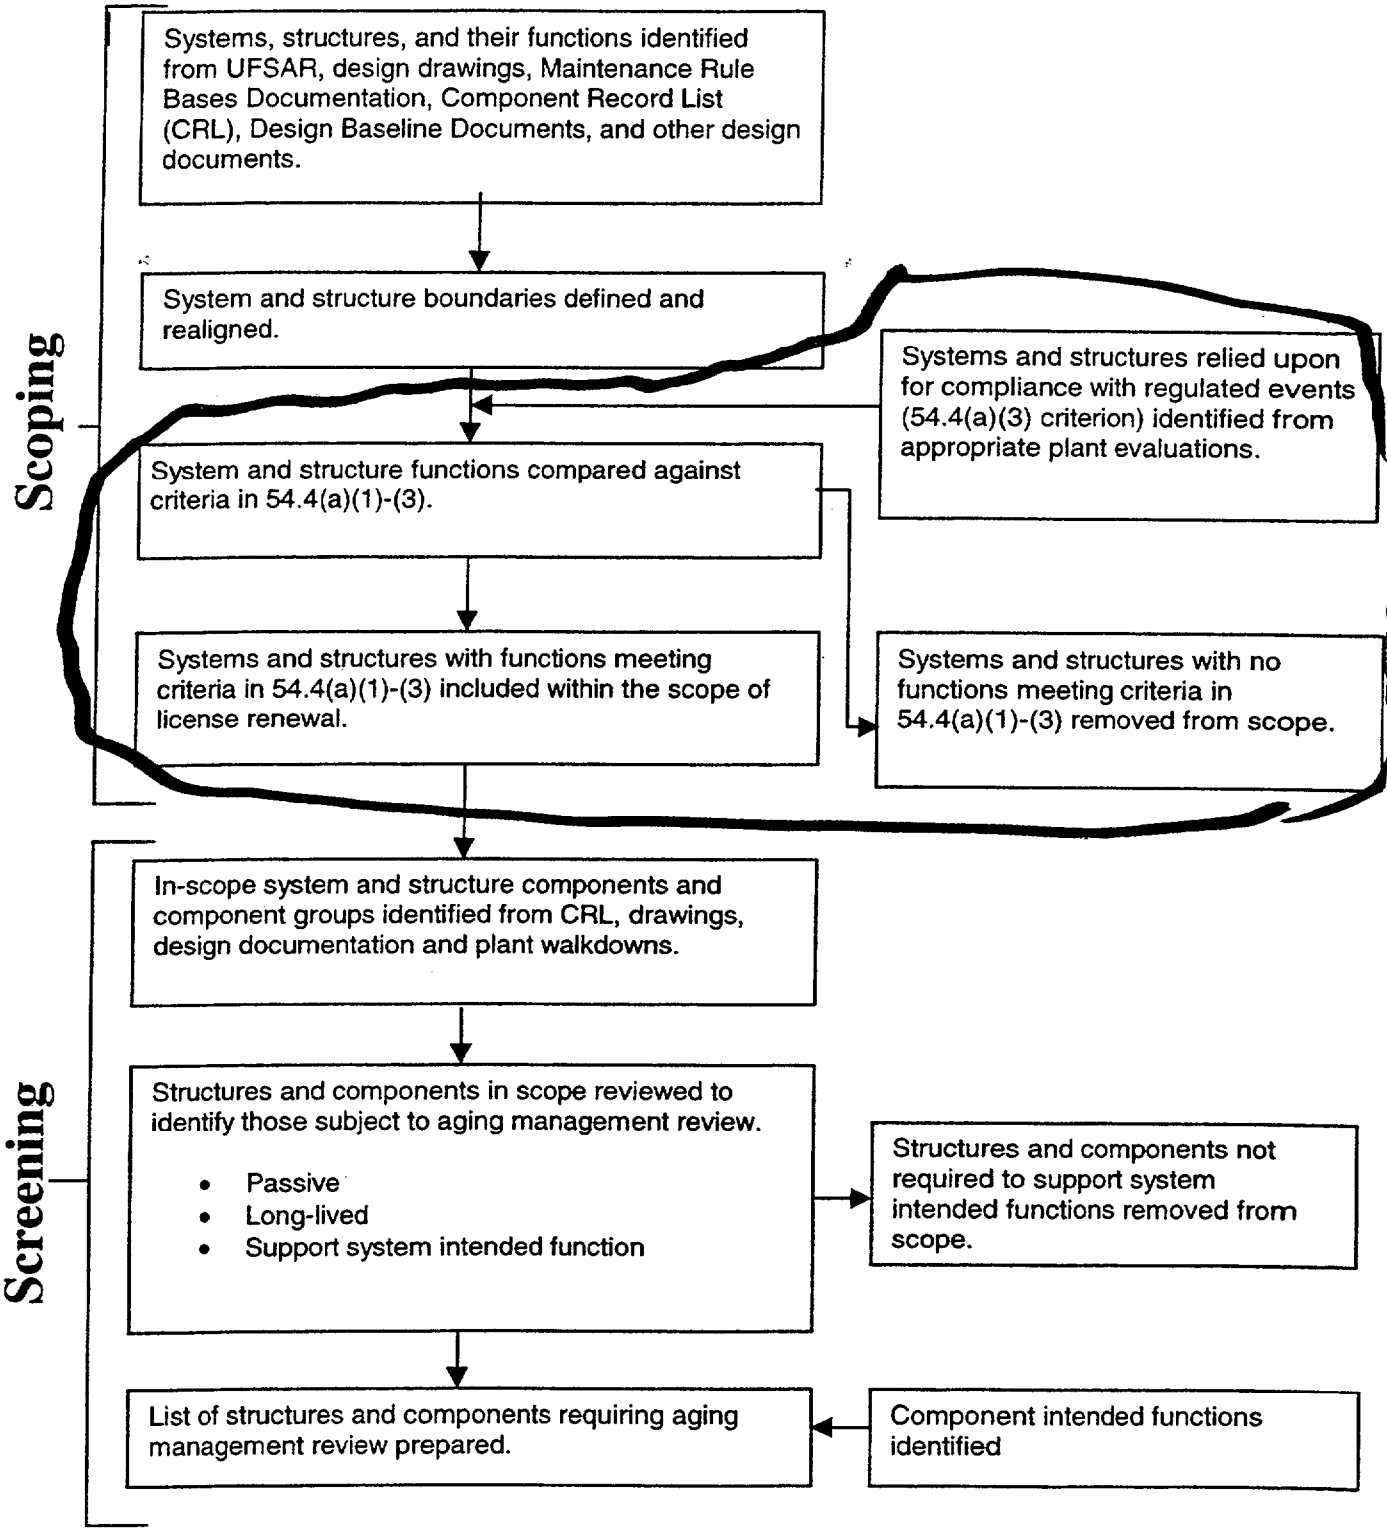 Scoping
Systems, structures, and their functions identified
from UFSAR, design drawings, Maintenance Rule
Bases Documentation, Component Record List
(CRL), Design Baseline Documents, and other design
documents.
System and structure boundaries defined and
realigned.
Systems and structures relied upon
for compliance with regulated events
(54.4(a)(3) criterion) identified from
appropriate plant evaluations.
System and structure functions compared against
criteria in 54.4(a)(1)-(3).
Systems and structures with functions meeting
criteria in 54.4(a)(1)-(3) included within the scope of
license renewal.
Systems and structures with no
functions meeting criteria in
54.4(a)(1)-(3) removed from scope.
Screening
In-scope system and structure components and
component groups identified from CRL, drawings,
design documentation and plant walkdowns.
Structures and components in scope reviewed to
identify those subject to aging management review.
• Passive
• Long-lived
• Support system intended function
Structures and components not
required to support system
intended functions removed from
scope.
List of structures and components requiring aging
management review prepared.
Component intended functions
identified